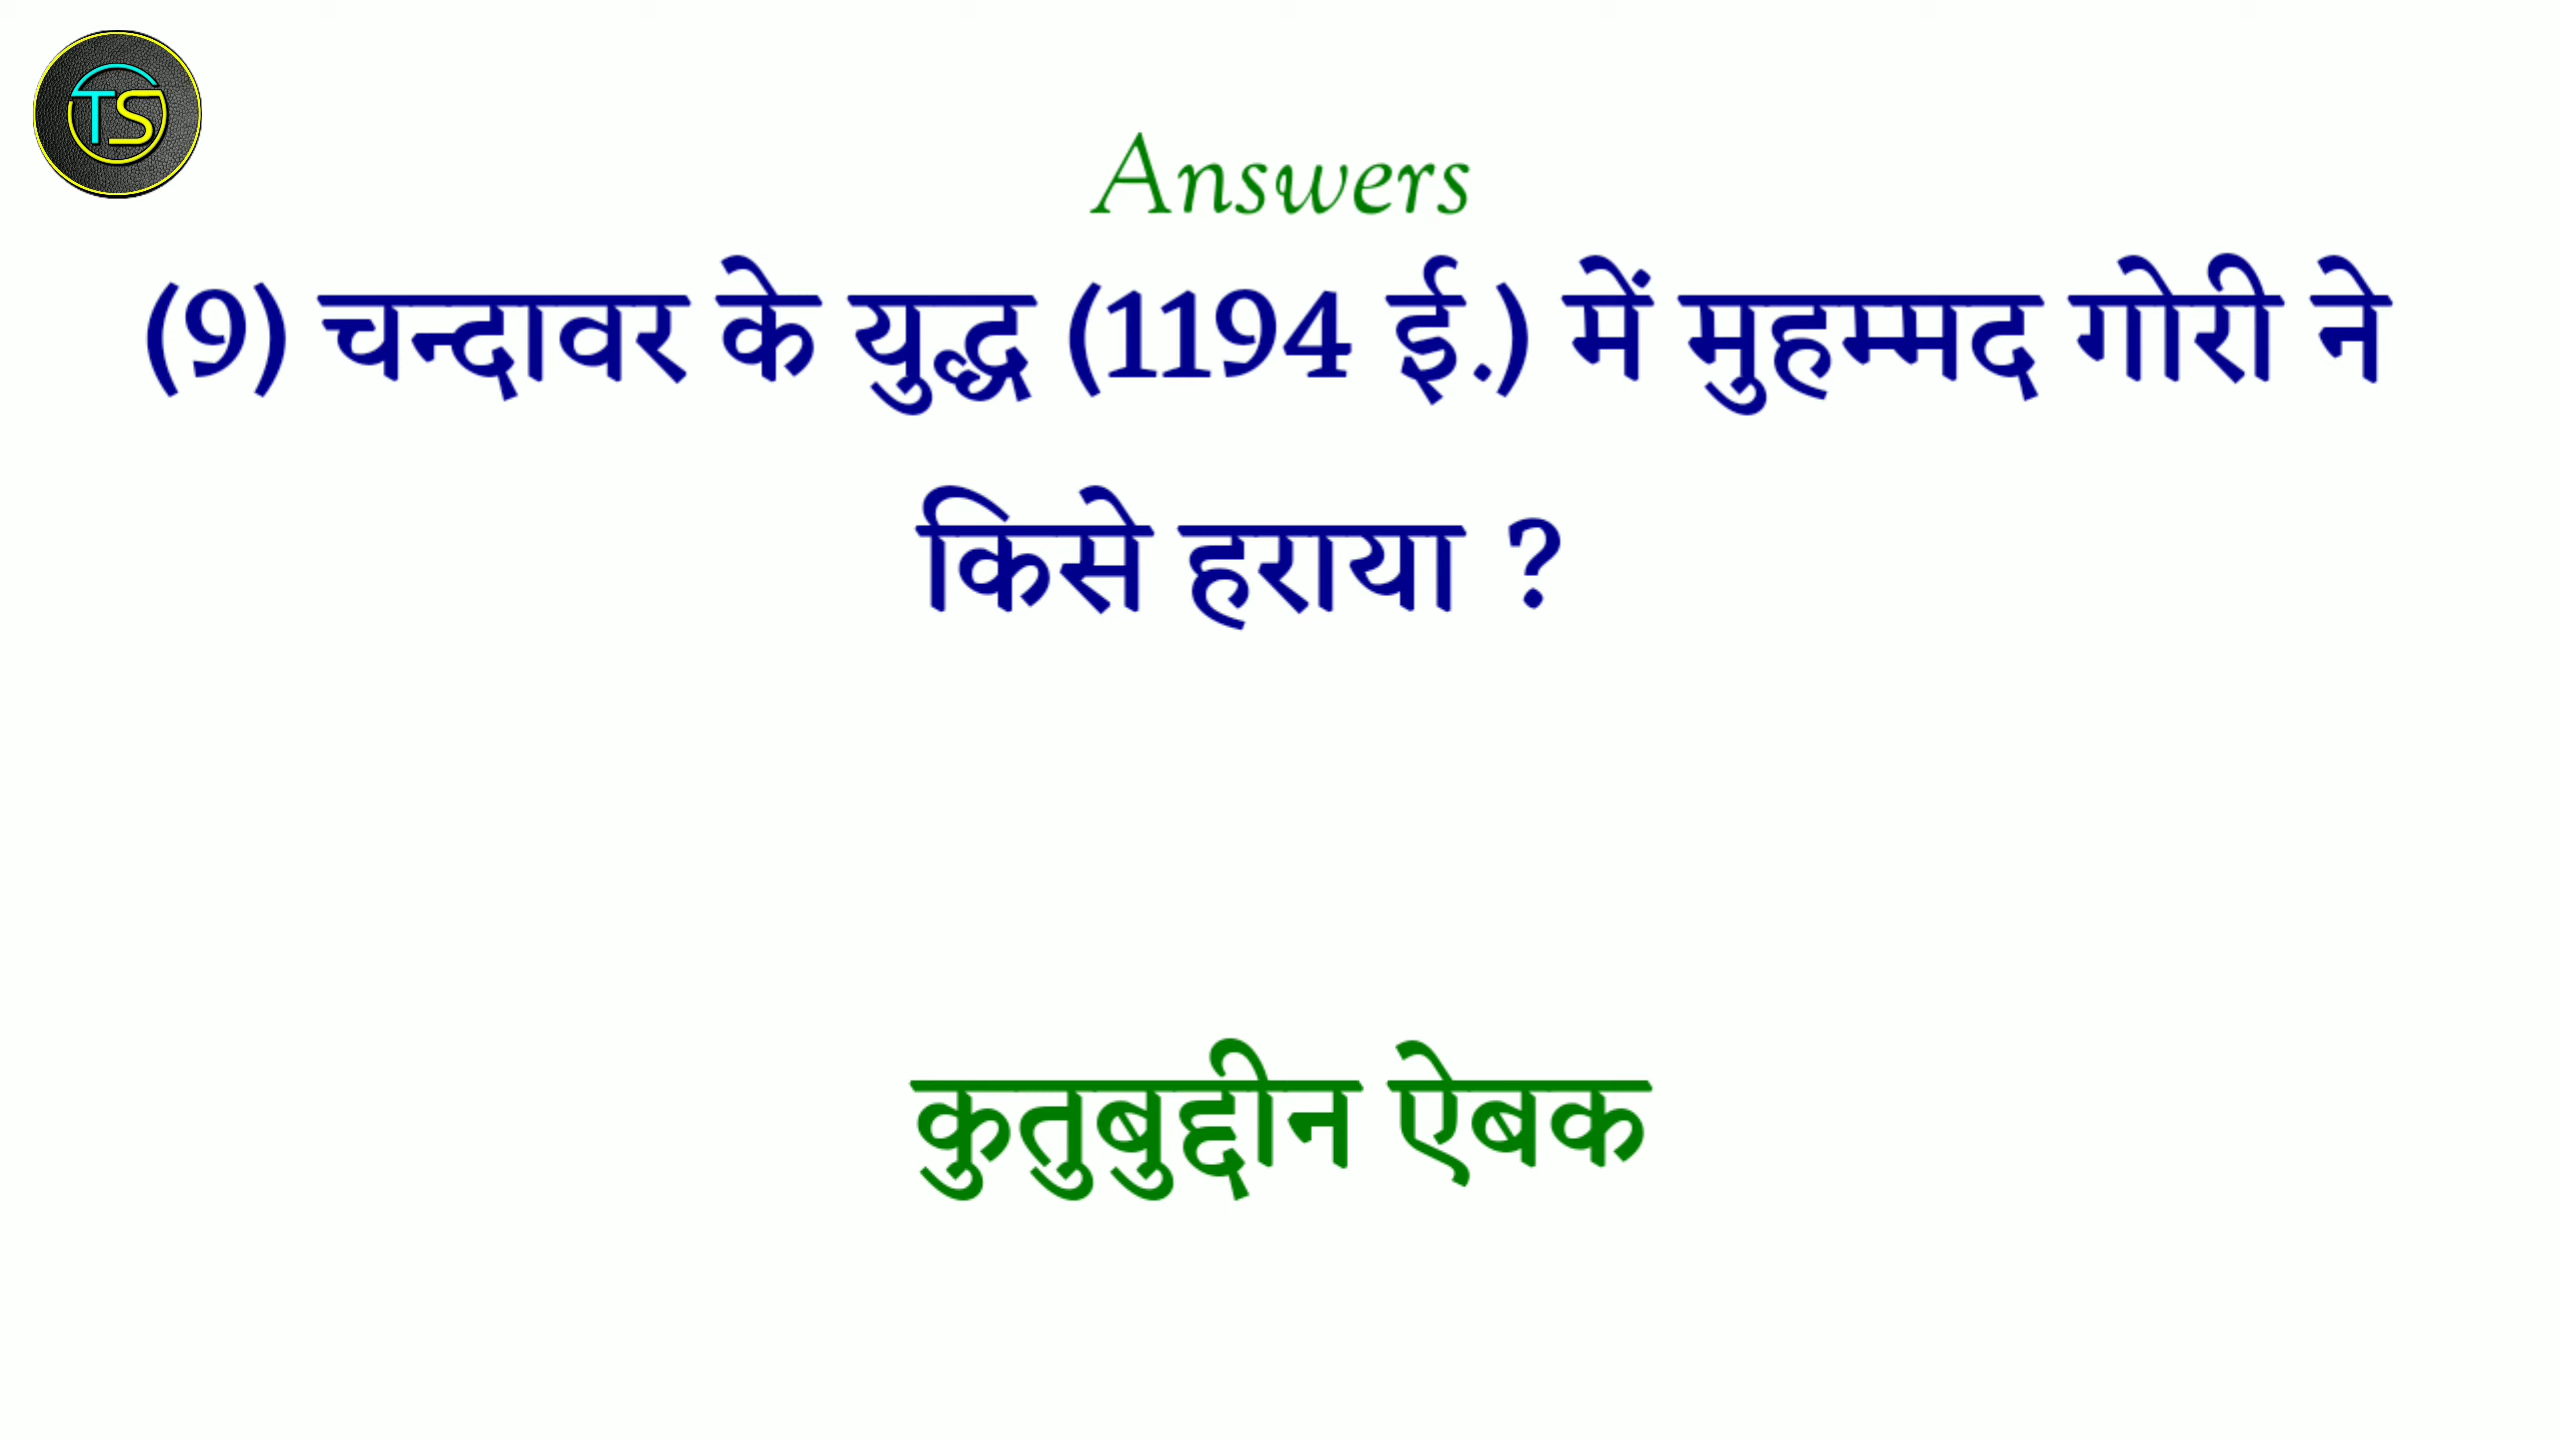 TS
Answers
(9) चन्दावर के युद्ध (1194 ई.) में मुहम्मद गोरी ने
किसे हराया ?
कुतुबुद्दीन ऐबक